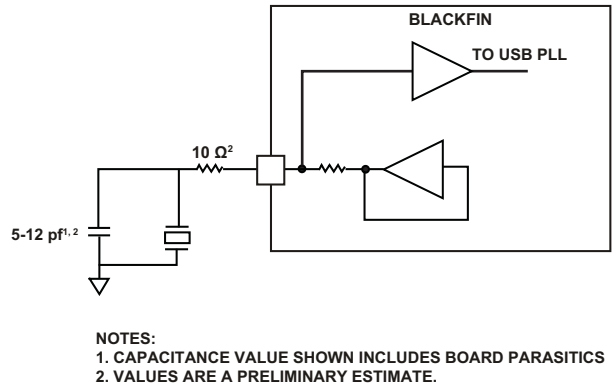 BLACKFIN
TO USB PLL
10 Ω²
5-12 pf¹, ²
NOTES:
1. CAPACITANCE VALUE SHOWN INCLUDES BOARD PARASITICS
2. VALUES ARE A PRELIMINARY ESTIMATE.